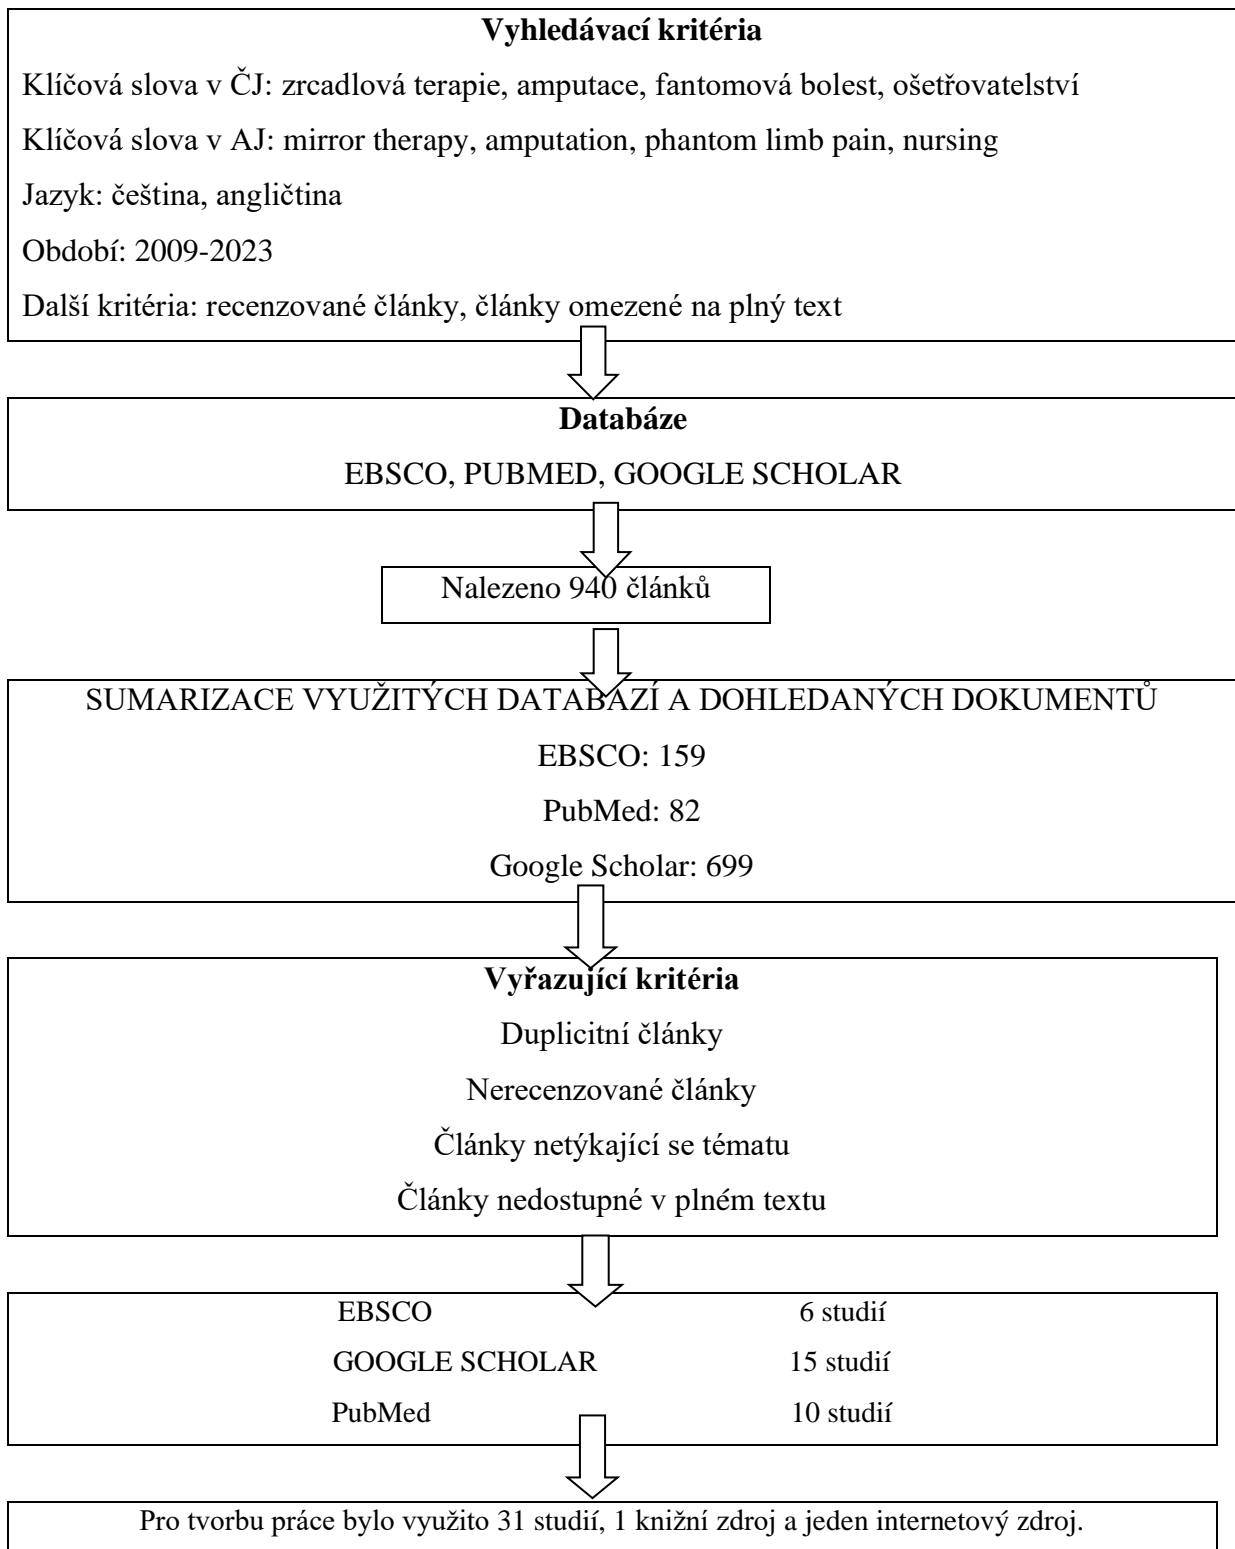 Vyhledávací kritéria
Klíčová slova v ČJ: zrcadlová terapie, amputace, fantomová bolest, ošetřovatelství
Klíčová slova v AJ: mirror therapy, amputation, phantom limb pain, nursing
Jazyk: čeština, angličtina
Období: 2009-2023
Další kritéria: recenzované články, články omezené na plný text
Databáze
EBSCO, PUBMED, GOOGLE SCHOLAR
Nalezeno 940 článků
SUMARIZACE VYUŽITÝCH DATABÁZÍ A DOHLEDANÝCH DOKUMENTŮ
EBSCO: 159
PubMed: 82
Google Scholar: 699
Vyřazující kritéria
Duplicitní články
Nerecenzované články
Články netýkající se tématu
Články nedostupné v plném textu
EBSCO 6 studií
GOOGLE SCHOLAR 15 studií
PubMed 10 studií
Pro tvorbu práce bylo využito 31 studií, 1 knižní zdroj a jeden internetový zdroj.